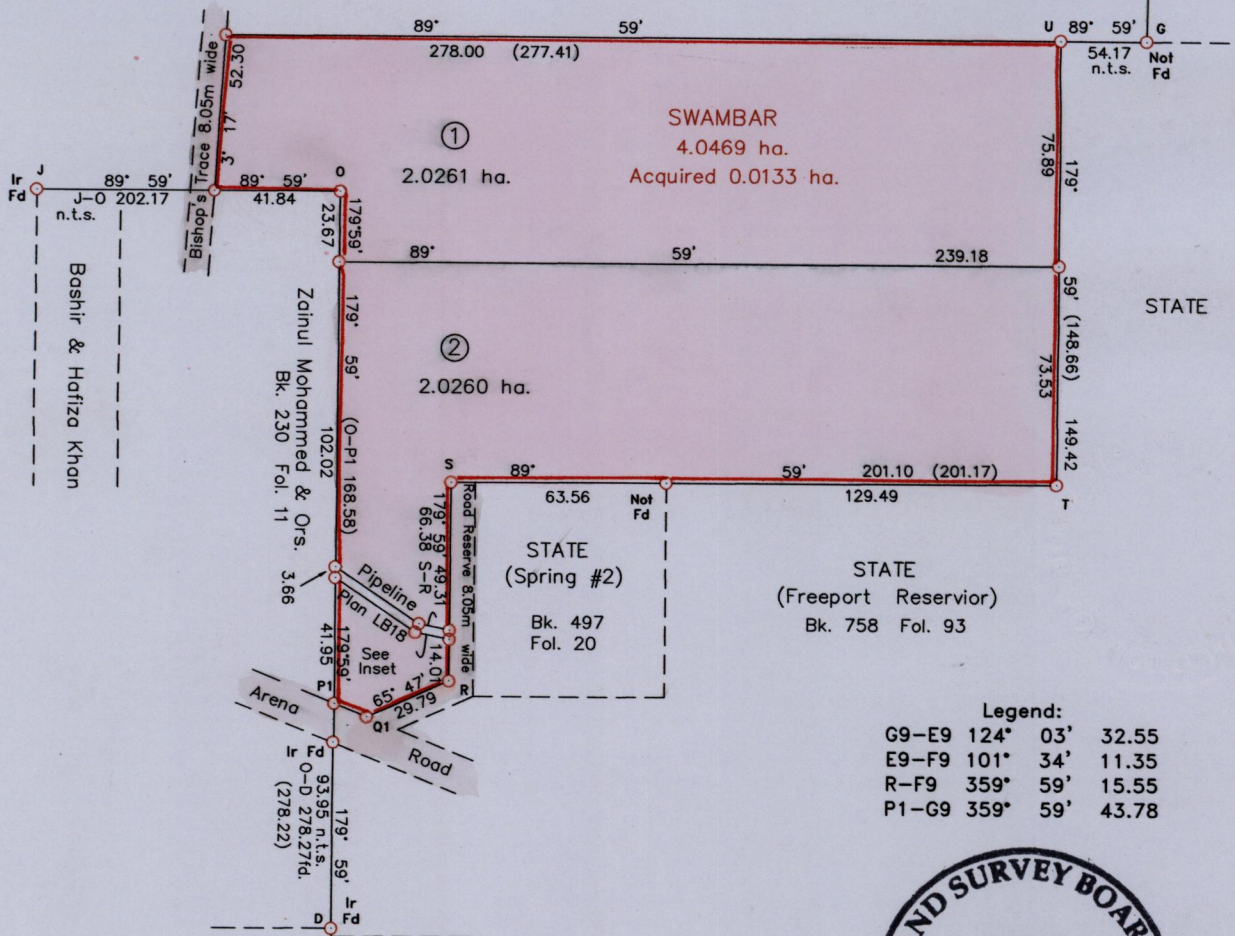 89° 59'
U 89° 59' G
278.00 (277.41)
54.17
n.t.s.
Not
Fd
Bishop's Trace 8.05m wide
52.30
3° 17'
SWAMBAR
4.0469 ha.
Acquired 0.0133 ha.
①
2.0261 ha.
75.89
179°
J
Ir
Fd
89° 59'
J-O 202.17
n.t.s.
89° 59'
41.84
O
179°59'
23.67
89° 59' 239.18
59' (148.66)
73.53
149.42
STATE
Bashir & Hafiza Khan
Zainul Mohammed & Ors.
Bk. 230 Fol. 11
179° 59' (O-P1 168.58)
102.02
②
2.0260 ha.
S
89° 59' 201.10 (201.17)
63.56
Not
Fd
129.49
T
179° 59' 49.31
66.38 S-R
Road Reserve 8.05m wide
STATE
(Spring #2)
Bk. 497
Fol. 20
STATE
(Freeport Reservior)
Bk. 758 Fol. 93
3.66
Pipeline
Plan LB18
See
Inset
14.01
179°59'
41.95
P1
65° 47'
29.79
R
Q1
Arena Road
Ir Fd
93.95 n.t.s.
O-D 278.27fd.
(278.22)
179° 59'
D
Ir
Fd
Legend:
G9-E9 124° 03' 32.55
E9-F9 101° 34' 11.35
R-F9 359° 59' 15.55
P1-G9 359° 59' 43.78
ND SURVEY BOAR